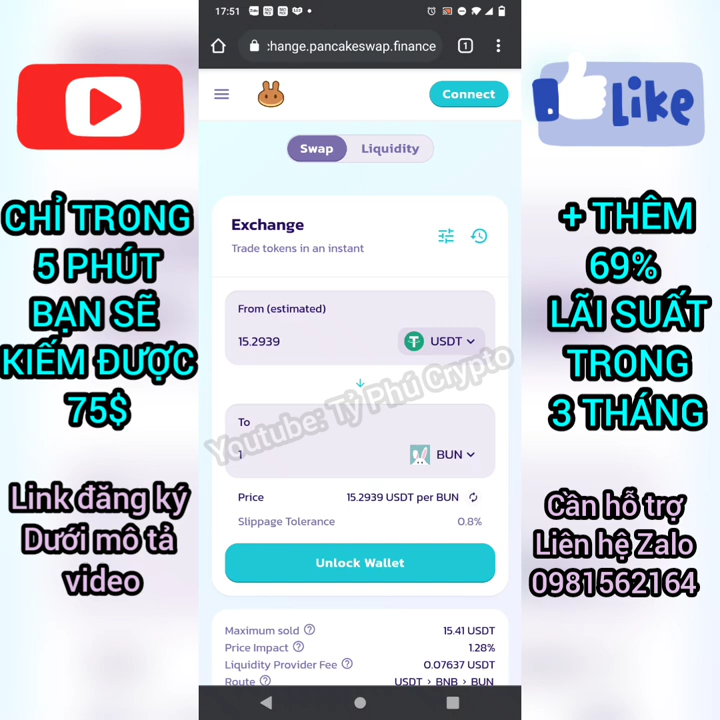 17:51
change.pancakeswap.finance
1
Connect
Swap
Liquidity
Exchange
Trade tokens in an instant
From (estimated)
15.2939
USDT
To
1
BUN
Price
15.2939 USDT per BUN
Slippage Tolerance
0.8%
Unlock Wallet
Maximum sold
15.41 USDT
Price Impact
1.28%
Liquidity Provider Fee
0.07637 USDT
Route
USDT > BNB > BUN
Youtube: Tỷ Phú Crypto
CHỈ TRONG
5 PHÚT
BẠN SẼ
KIẾM ĐƯỢC
75$
Link đăng ký
Dưới mô tả
video
Like
+ THÊM
69%
LÃI SUẤT
TRONG
3 THÁNG
Cần hỗ trợ
Liên hệ Zalo
0981562164